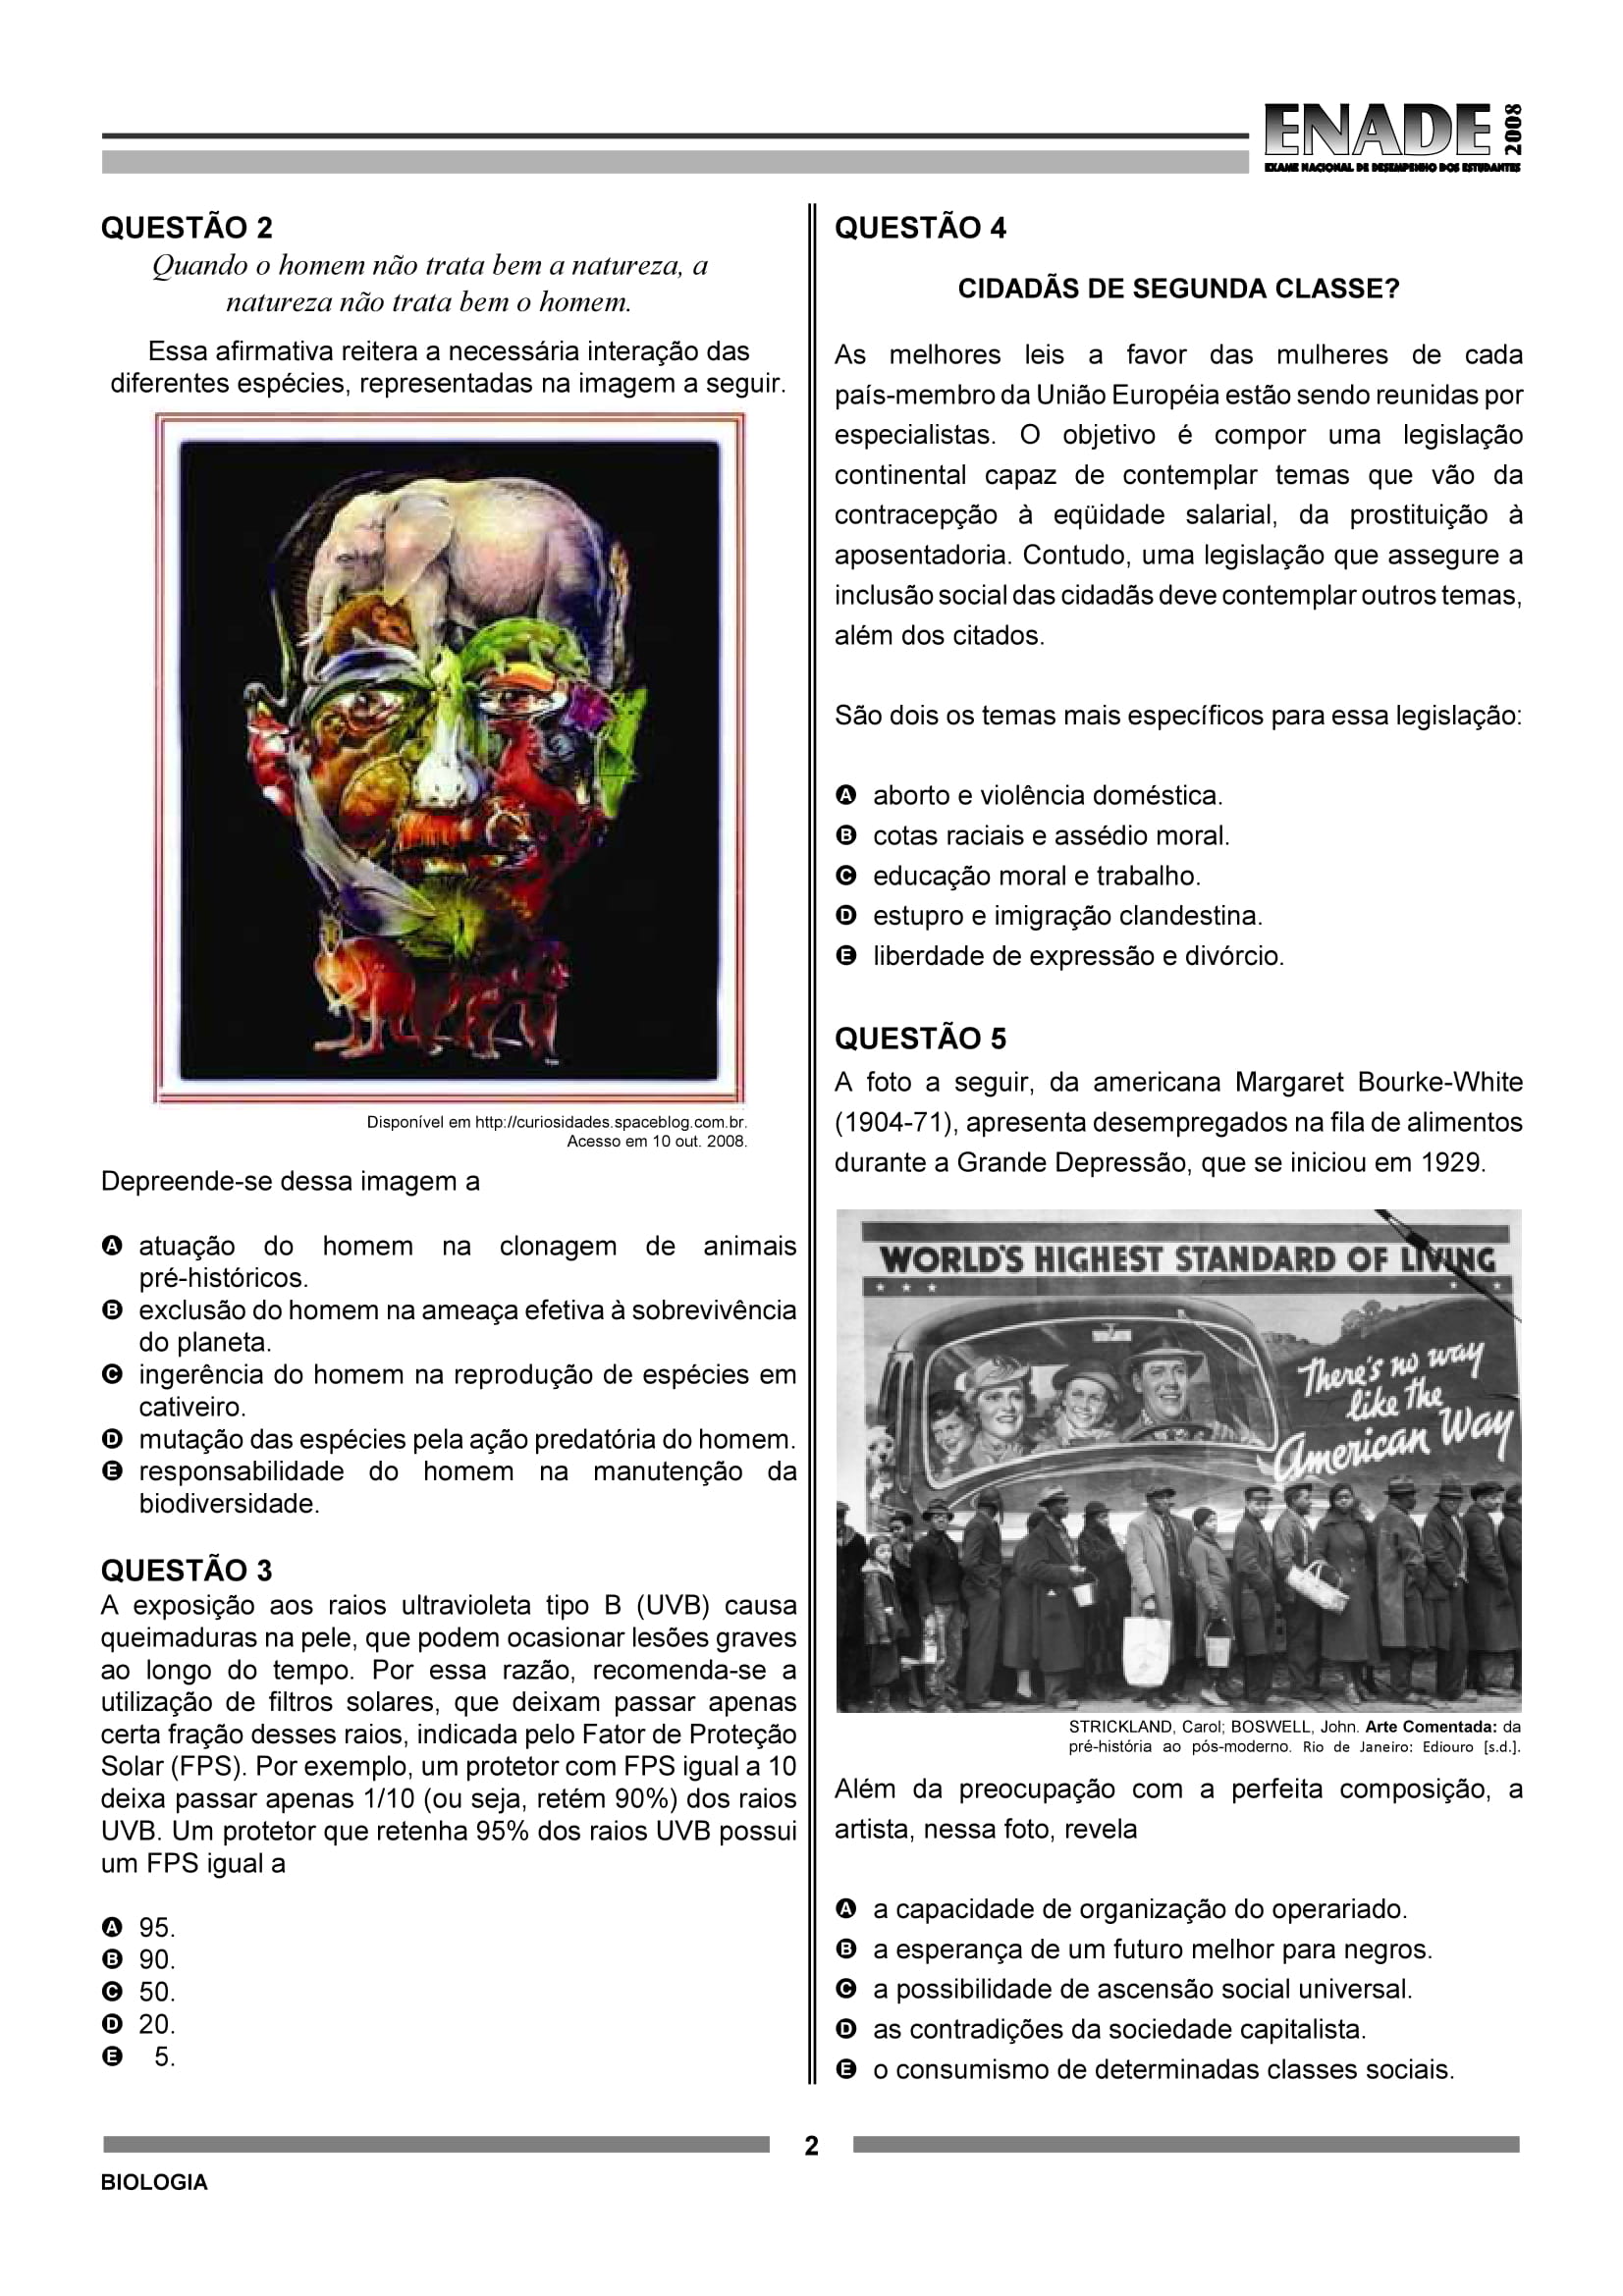 ENADE 2008
EXAME NACIONAL DE DESEMPENHO DOS ESTUDANTES
QUESTÃO 2
Quando o homem não trata bem a natureza, a
natureza não trata bem o homem.
Essa afirmativa reitera a necessária interação das
diferentes espécies, representadas na imagem a seguir.
Disponível em http://curiosidades.spaceblog.com.br.
Acesso em 10 out. 2008.
Depreende-se dessa imagem a
A atuação do homem na clonagem de animais
pré-históricos.
B exclusão do homem na ameaça efetiva à sobrevivência
do planeta.
C ingerência do homem na reprodução de espécies em
cativeiro.
D mutação das espécies pela ação predatória do homem.
E responsabilidade do homem na manutenção da
biodiversidade.
QUESTÃO 3
A exposição aos raios ultravioleta tipo B (UVB) causa
queimaduras na pele, que podem ocasionar lesões graves
ao longo do tempo. Por essa razão, recomenda-se a
utilização de filtros solares, que deixam passar apenas
certa fração desses raios, indicada pelo Fator de Proteção
Solar (FPS). Por exemplo, um protetor com FPS igual a 10
deixa passar apenas 1/10 (ou seja, retém 90%) dos raios
UVB. Um protetor que retenha 95% dos raios UVB possui
um FPS igual a
A 95.
B 90.
C 50.
D 20.
E 5.
QUESTÃO 4
CIDADÃS DE SEGUNDA CLASSE?
As melhores leis a favor das mulheres de cada
país-membro da União Européia estão sendo reunidas por
especialistas. O objetivo é compor uma legislação
continental capaz de contemplar temas que vão da
contracepção à eqüidade salarial, da prostituição à
aposentadoria. Contudo, uma legislação que assegure a
inclusão social das cidadãs deve contemplar outros temas,
além dos citados.
São dois os temas mais específicos para essa legislação:
A aborto e violência doméstica.
B cotas raciais e assédio moral.
C educação moral e trabalho.
D estupro e imigração clandestina.
E liberdade de expressão e divórcio.
QUESTÃO 5
A foto a seguir, da americana Margaret Bourke-White
(1904-71), apresenta desempregados na fila de alimentos
durante a Grande Depressão, que se iniciou em 1929.
WORLD'S HIGHEST STANDARD OF LIVING
There's no way
like the
American Way
STRICKLAND, Carol; BOSWELL, John. Arte Comentada: da
pré-história ao pós-moderno. Rio de Janeiro: Ediouro [s.d.].
Além da preocupação com a perfeita composição, a
artista, nessa foto, revela
A a capacidade de organização do operariado.
B a esperança de um futuro melhor para negros.
C a possibilidade de ascensão social universal.
D as contradições da sociedade capitalista.
E o consumismo de determinadas classes sociais.
2
BIOLOGIA